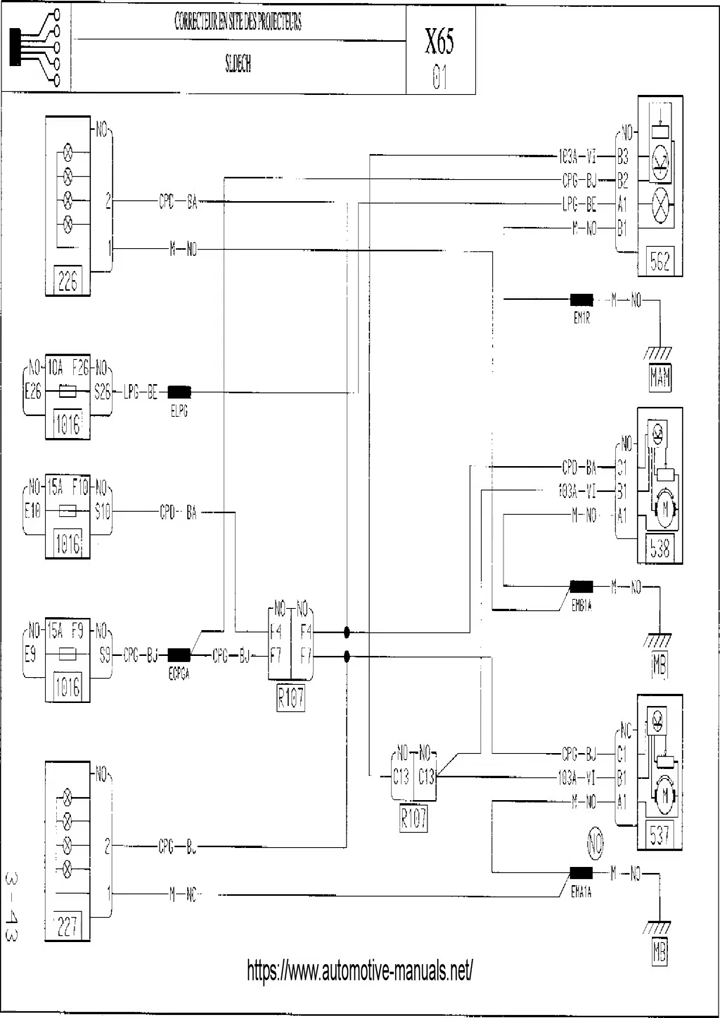 CORRECTEUR EN SITE DES PROJECTEURS
SLDECH
X65
01
NO
2 CPD BA
1 M NO
226
NO
103A VI B3
CPG BJ B2
LPG BE A1
M NO B1
562
EM1R M NO
MAM
NO 10A F26 NO
E26 S26 LPG BE
ELPG
1016
NO 15A F10 NO
E10 S10 CPD BA
1016
NO
CPD BA C1
103A VI B1
M NO A1
M
538
EMB1A M NO
MB
NO 15A F9 NO
E9 S9 CPG BJ CPG BJ
ECPGA
1016
NO NO
F4 F4
F7 F7
R107
NO NO
C13 C13
R107
NO
CPG BJ C1
103A VI B1
M NO A1
M
537
NO
EMA1A M NO
MB
NO
2 CPG BJ
1 M NO
227
3-43
https://www.automotive-manuals.net/